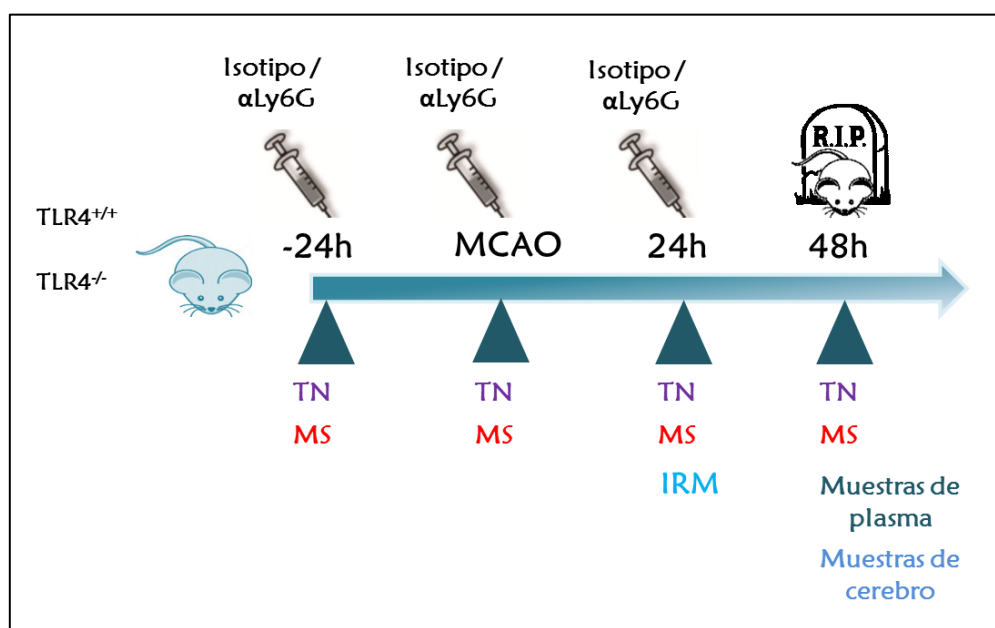 Isotipo /
αLy6G
Isotipo /
αLy6G
Isotipo /
αLy6G
R.I.P.
TLR4+/+
TLR4-/-
-24h
MCAO
24h
48h
TN
TN
TN
TN
MS
MS
MS
MS
IRM
Muestras de
plasma
Muestras de
cerebro